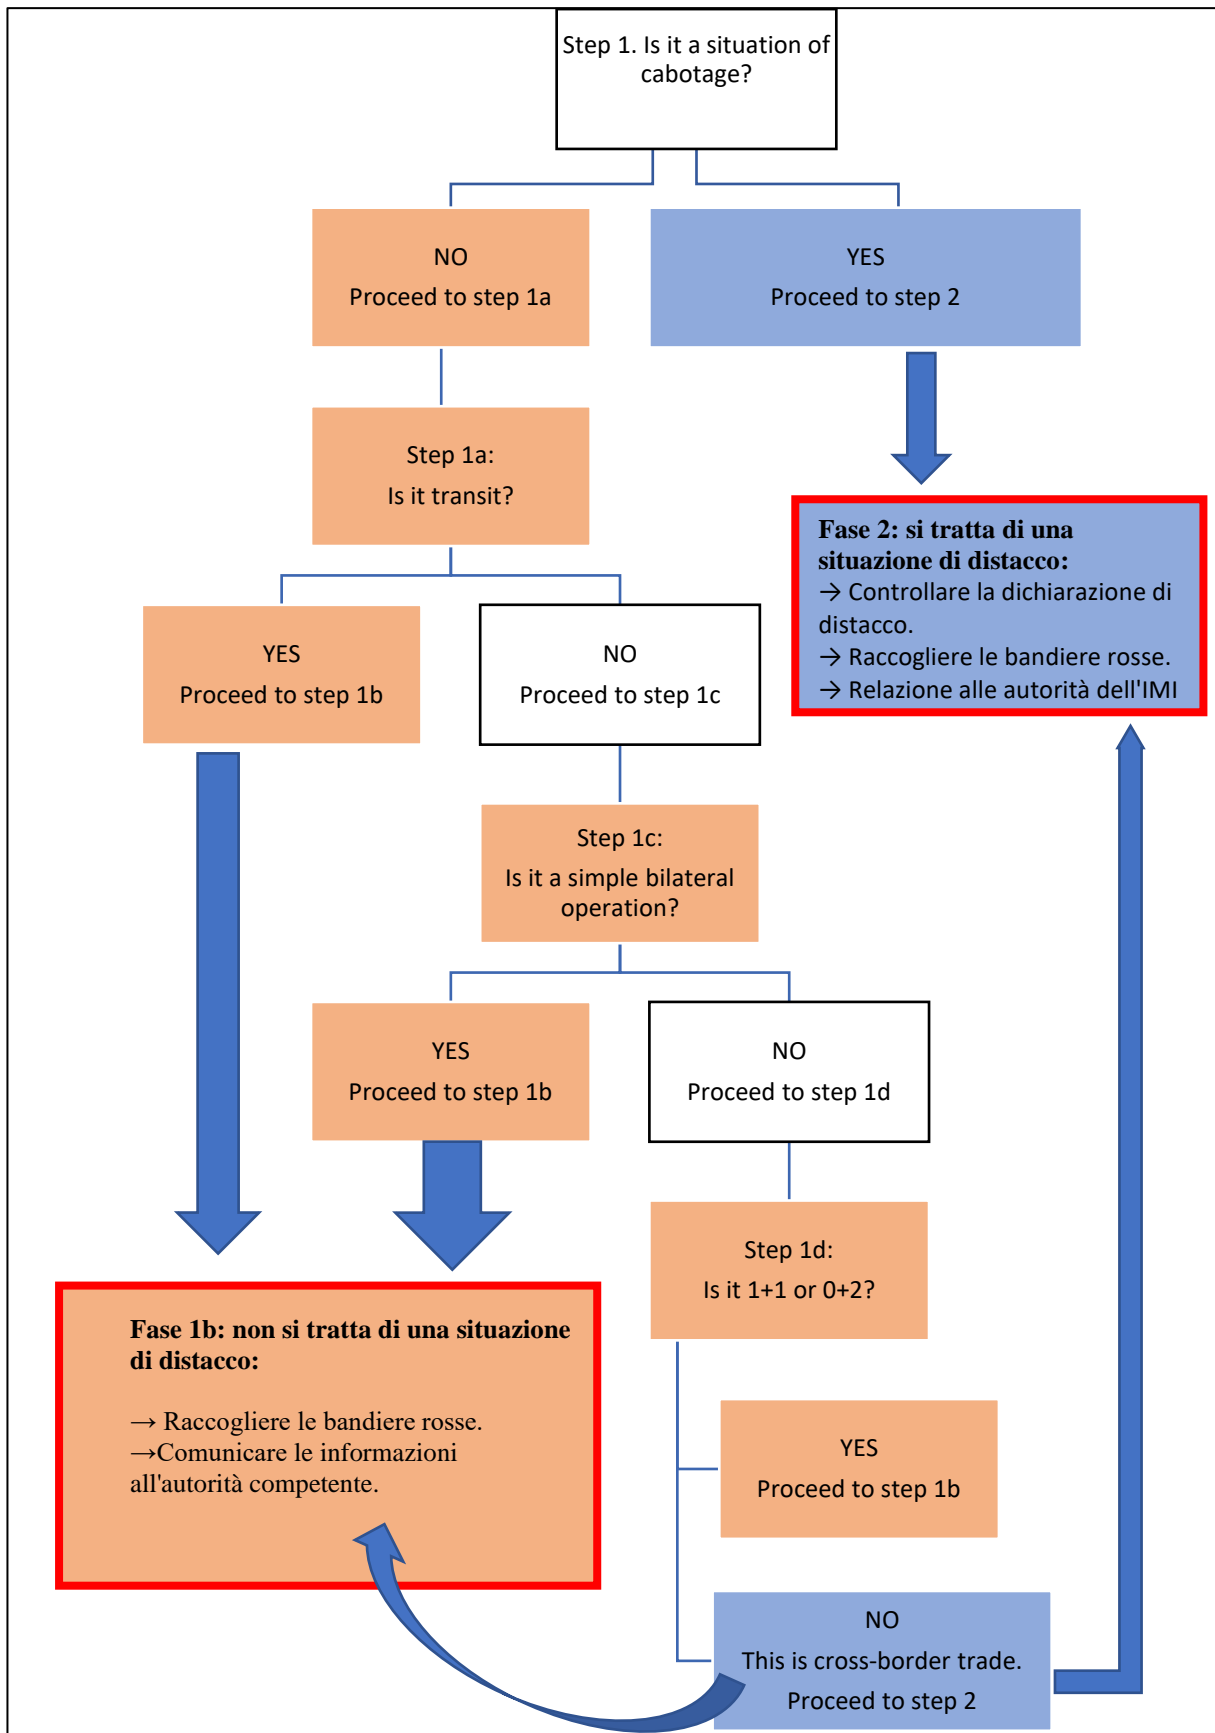 Step 1. Is it a situation of
cabotage?
NO
Proceed to step 1a
YES
Proceed to step 2
Step 1a:
Is it transit?
Fase 2: si tratta di una
situazione di distacco:
→ Controllare la dichiarazione di
distacco.
→ Raccogliere le bandiere rosse.
→ Relazione alle autorità dell'IMI
YES
Proceed to step 1b
NO
Proceed to step 1c
Step 1c:
Is it a simple bilateral
operation?
YES
Proceed to step 1b
NO
Proceed to step 1d
Step 1d:
Is it 1+1 or 0+2?
Fase 1b: non si tratta di una situazione
di distacco:
→ Raccogliere le bandiere rosse.
→Comunicare le informazioni
all'autorità competente.
YES
Proceed to step 1b
NO
This is cross-border trade.
Proceed to step 2